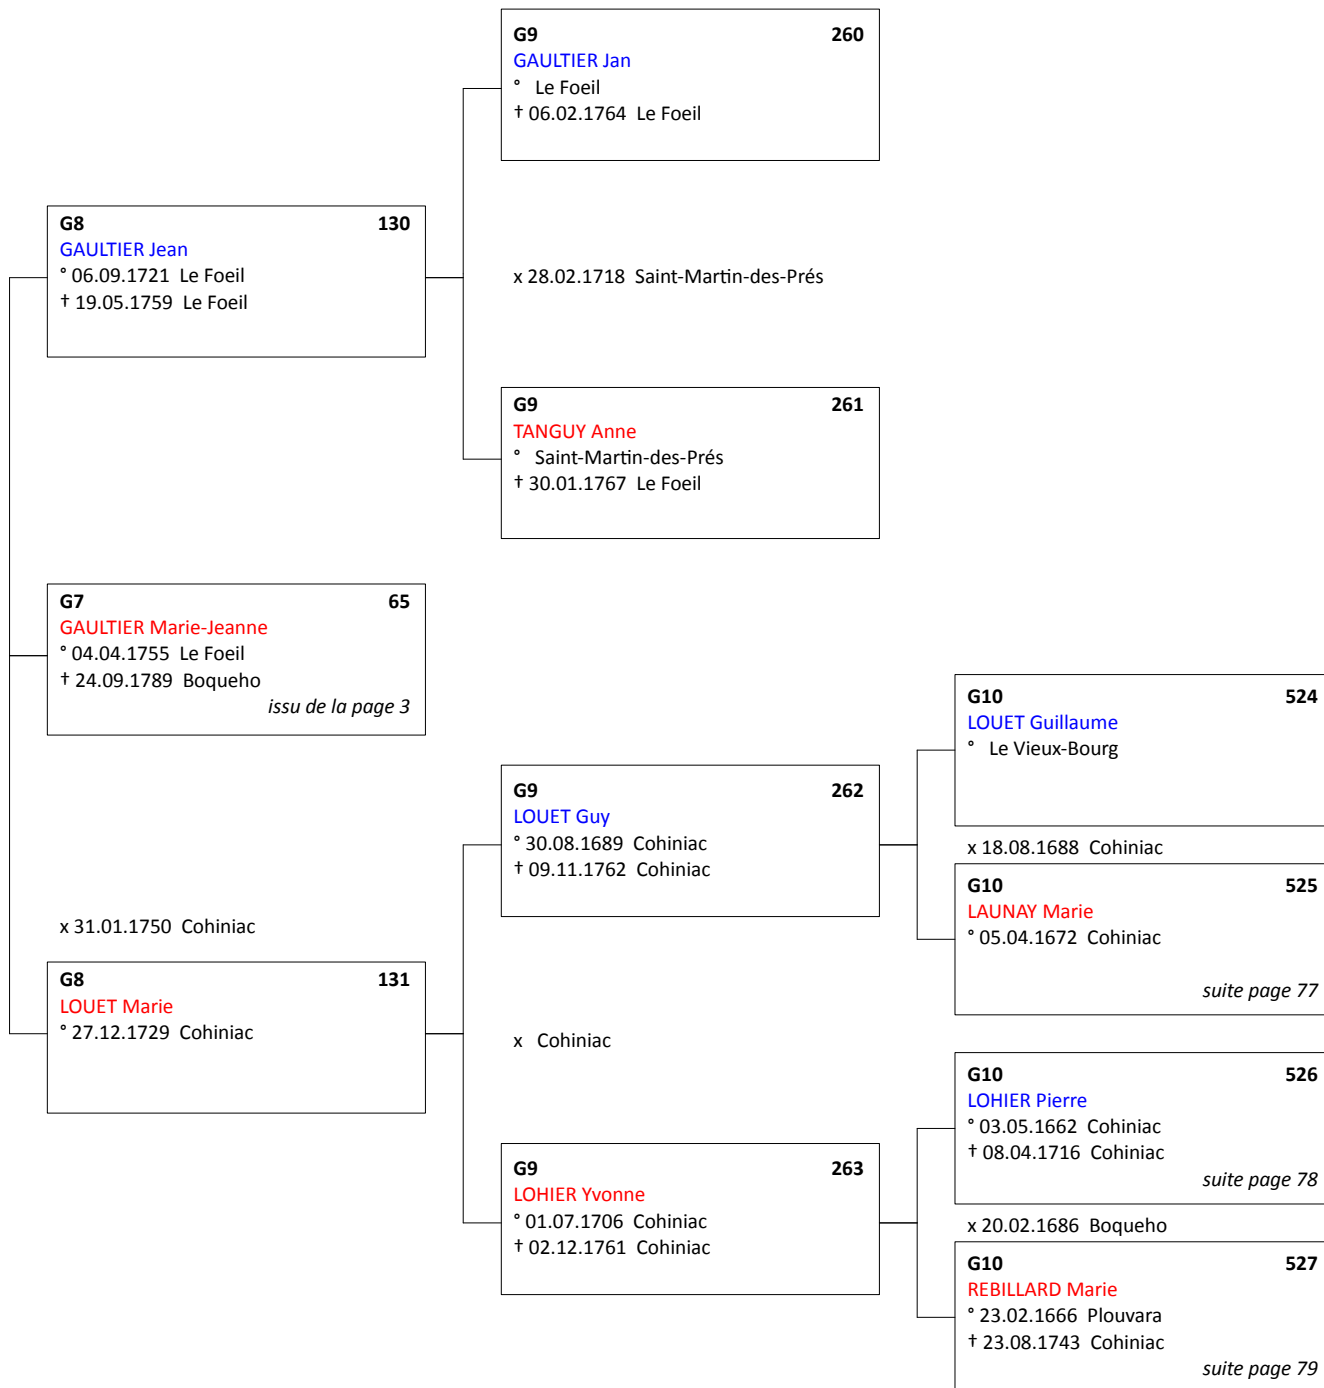 G9 260
GAULTIER Jan
° Le Foeil
† 06.02.1764 Le Foeil
G8 130
GAULTIER Jean
° 06.09.1721 Le Foeil
† 19.05.1759 Le Foeil
x 28.02.1718 Saint-Martin-des-Prés
G9 261
TANGUY Anne
° Saint-Martin-des-Prés
† 30.01.1767 Le Foeil
G7 65
GAULTIER Marie-Jeanne
° 04.04.1755 Le Foeil
† 24.09.1789 Boqueho
issu de la page 3
G10 524
LOUET Guillaume
° Le Vieux-Bourg
G9 262
LOUET Guy
° 30.08.1689 Cohiniac
† 09.11.1762 Cohiniac
x 18.08.1688 Cohiniac
G10 525
LAUNAY Marie
° 05.04.1672 Cohiniac
suite page 77
x 31.01.1750 Cohiniac
G8 131
LOUET Marie
° 27.12.1729 Cohiniac
x Cohiniac
G10 526
LOHIER Pierre
° 03.05.1662 Cohiniac
† 08.04.1716 Cohiniac
suite page 78
G9 263
LOHIER Yvonne
° 01.07.1706 Cohiniac
† 02.12.1761 Cohiniac
x 20.02.1686 Boqueho
G10 527
REBILLARD Marie
° 23.02.1666 Plouvara
† 23.08.1743 Cohiniac
suite page 79